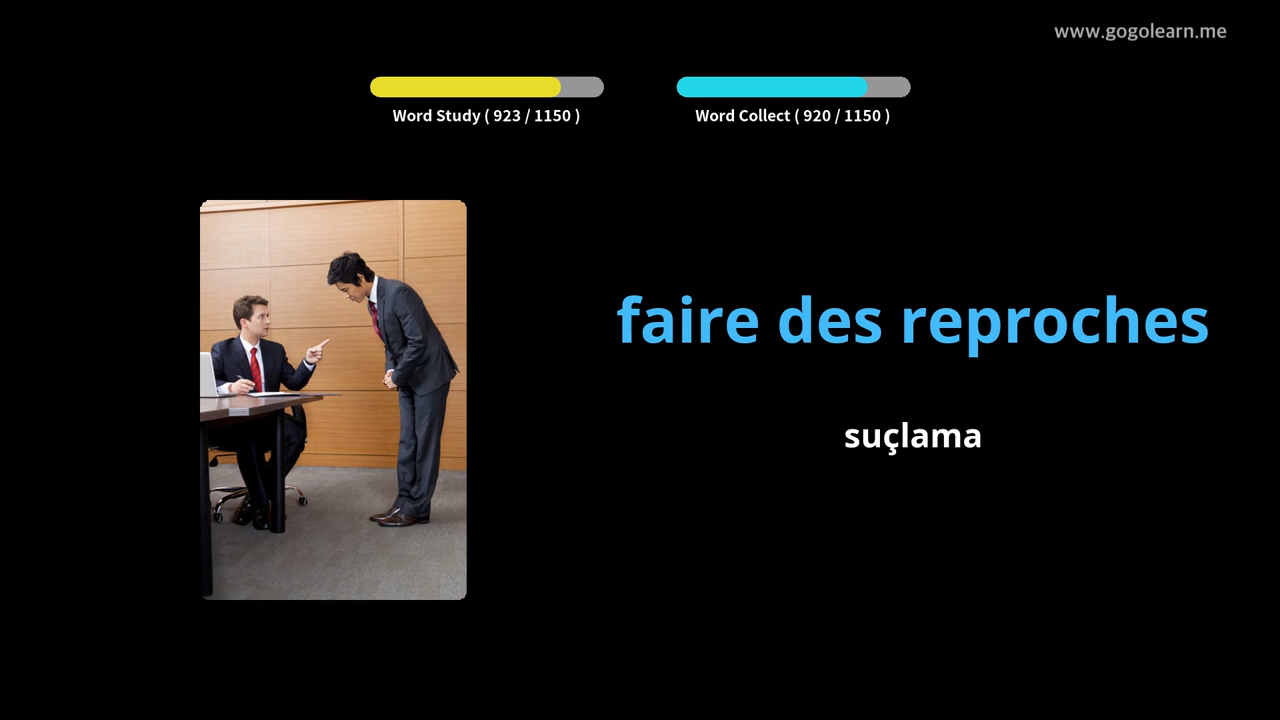 www.gogolearn.me
Word Study ( 923 / 1150 )
Word Collect ( 920 / 1150 )
faire des reproches
suçlama